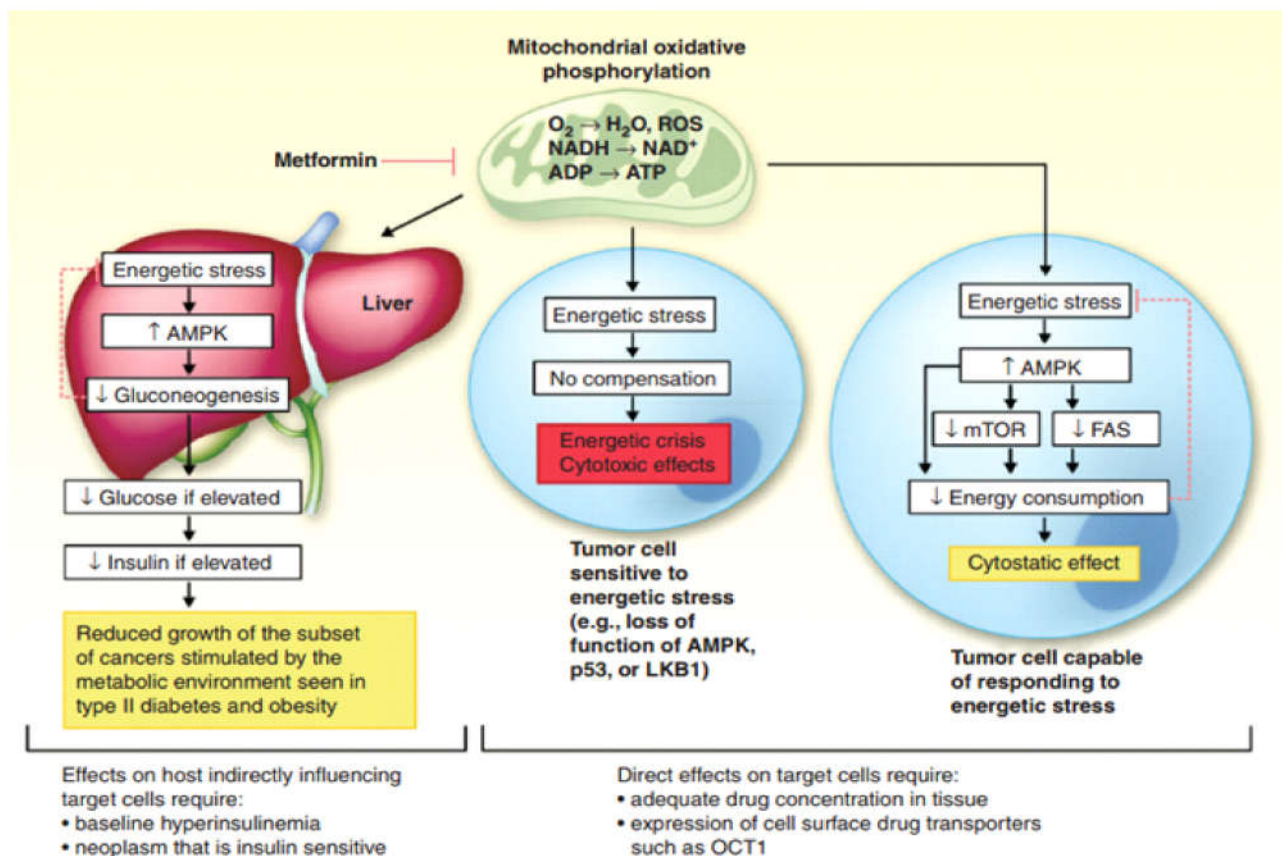 Mitochondrial oxidative
phosphorylation
O₂ → H₂O, ROS
NADH → NAD⁺
ADP → ATP
Metformin
Liver
Energetic stress
↑ AMPK
↓ Gluconeogenesis
↓ Glucose if elevated
↓ Insulin if elevated
Reduced growth of the subset
of cancers stimulated by the
metabolic environment seen in
type II diabetes and obesity
Energetic stress
No compensation
Energetic crisis
Cytotoxic effects
Tumor cell
sensitive to
energetic stress
(e.g., loss of
function of AMPK,
p53, or LKB1)
Energetic stress
↑ AMPK
↓ mTOR
↓ FAS
↓ Energy consumption
Cytostatic effect
Tumor cell capable
of responding to
energetic stress
Effects on host indirectly influencing
target cells require:
• baseline hyperinsulinemia
• neoplasm that is insulin sensitive
Direct effects on target cells require:
• adequate drug concentration in tissue
• expression of cell surface drug transporters
such as OCT1